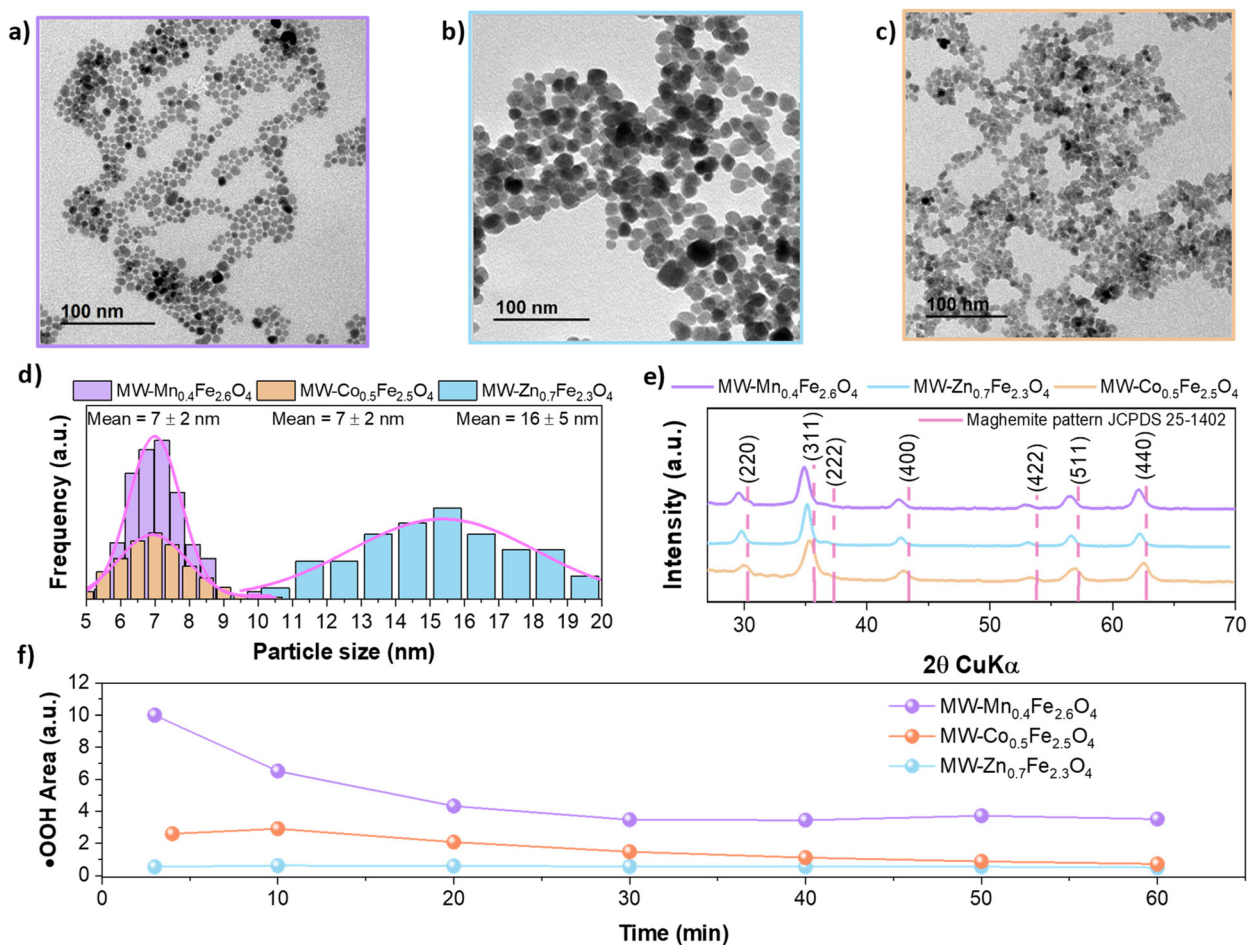 a)
b)
c)
100 nm
100 nm
100 nm
d)
MW-Mn0.4Fe2.6O4 MW-Co0.5Fe2.5O4 MW-Zn0.7Fe2.3O4
Mean = 7 ± 2 nm Mean = 7 ± 2 nm Mean = 16 ± 5 nm
Frequency (a.u.)
5 6 7 8 9 10 11 12 13 14 15 16 17 18 19 20
Particle size (nm)
e)
MW-Mn0.4Fe2.6O4 MW-Zn0.7Fe2.3O4 MW-Co0.5Fe2.5O4
Maghemite pattern JCPDS 25-1402
(220) (311) (222) (400) (422) (511) (440)
Intensity (a.u.)
30 40 50 60 70
2θ CuKα
f)
MW-Mn0.4Fe2.6O4
MW-Co0.5Fe2.5O4
MW-Zn0.7Fe2.3O4
●OOH Area (a.u.)
12
10
8
6
4
2
0
0 10 20 30 40 50 60
Time (min)